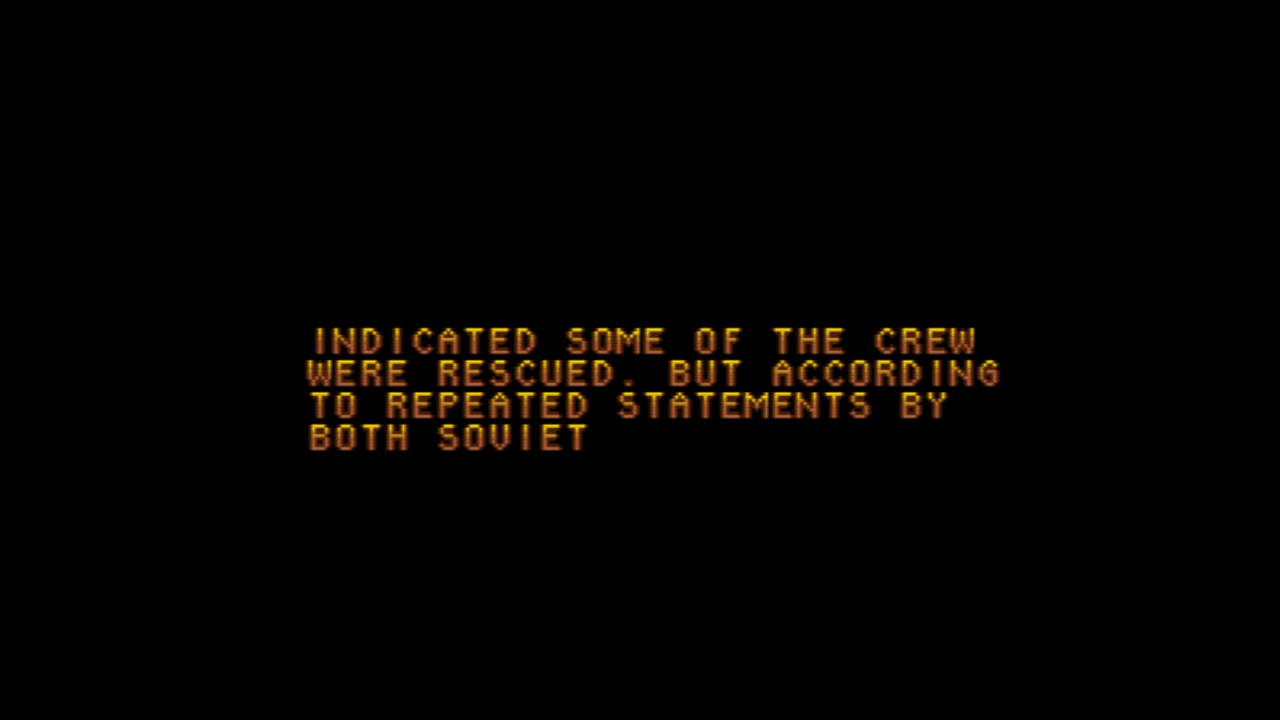 INDICATED SOME OF THE CREW
WERE RESCUED. BUT ACCORDING
TO REPEATED STATEMENTS BY
BOTH SOVIET